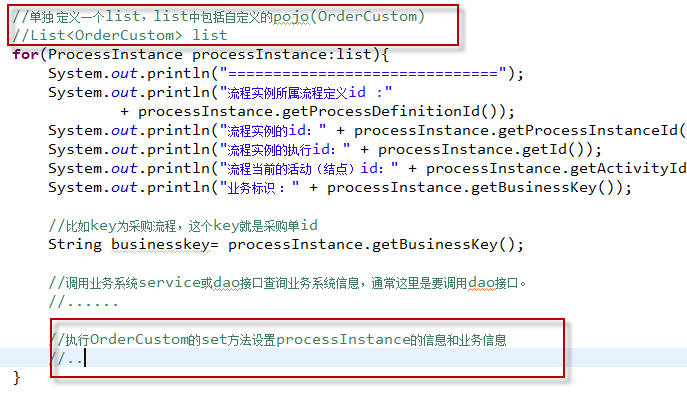 //单独定义一个list，list中包括自定义的pojo(OrderCustom)
//List<OrderCustom> list
for(ProcessInstance processInstance:list){
System.out.println("==============================");
System.out.println("流程实例所属流程定义id :"
+ processInstance.getProcessDefinitionId());
System.out.println("流程实例的id：" + processInstance.getProcessInstanceId(
System.out.println("流程实例的执行id：" + processInstance.getId());
System.out.println("流程当前的活动（结点）id：" + processInstance.getActivityId
System.out.println("业务标识 ：" + processInstance.getBusinessKey());
//比如key为采购流程，这个key就是采购单id
String businesskey= processInstance.getBusinessKey();
//调用业务系统service或dao接口查询业务系统信息，通常这里是要调用dao接口。
//......
//执行OrderCustom的set方法设置processInstance的信息和业务信息
//..
}